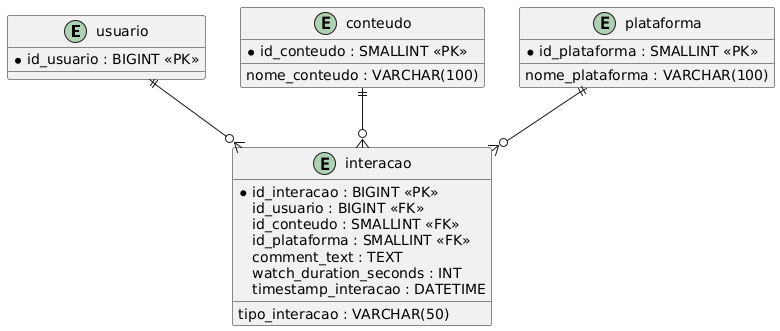 E usuario
* id_usuario : BIGINT «PK»
E conteudo
* id_conteudo : SMALLINT «PK»
nome_conteudo : VARCHAR(100)
E plataforma
* id_plataforma : SMALLINT «PK»
nome_plataforma : VARCHAR(100)
E interacao
* id_interacao : BIGINT «PK»
id_usuario : BIGINT «FK»
id_conteudo : SMALLINT «FK»
id_plataforma : SMALLINT «FK»
comment_text : TEXT
watch_duration_seconds : INT
timestamp_interacao : DATETIME
tipo_interacao : VARCHAR(50)